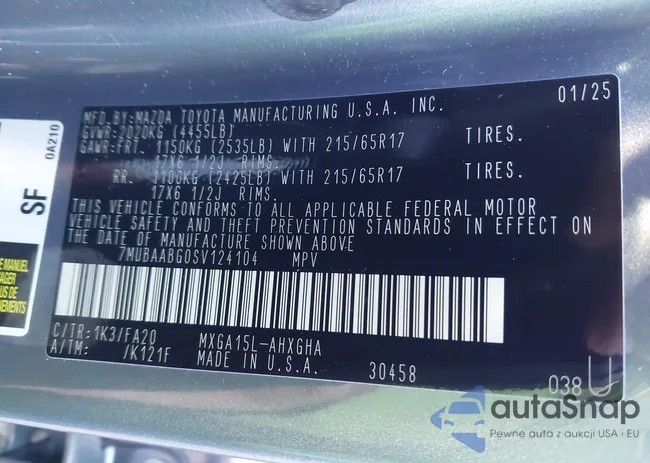 MFD.BY:MAZDA TOYOTA MANUFACTURING U.S.A. INC. 01/25
GVWR:2020KG (4455LB)
GAWR:FRT. 1150KG (2535LB) WITH 215/65R17 TIRES.
17X6 1/2J RIMS.
RR. 1100KG (2425LB) WITH 215/65R17 TIRES.
17X6 1/2J RIMS.
THIS VEHICLE CONFORMS TO ALL APPLICABLE FEDERAL MOTOR
VEHICLE SAFETY AND THEFT PREVENTION STANDARDS IN EFFECT ON
THE DATE OF MANUFACTURE SHOWN ABOVE
7MUBAABG0SV124104 MPV
C/TR:1K3/FA20 MXGA15L-AHXGHA
A/TM: /K121F MADE IN U.S.A. 30458
038 U
0A210
SF
E MANUEL
US DE
autoSnap
Pewne auta z aukcji USA i EU